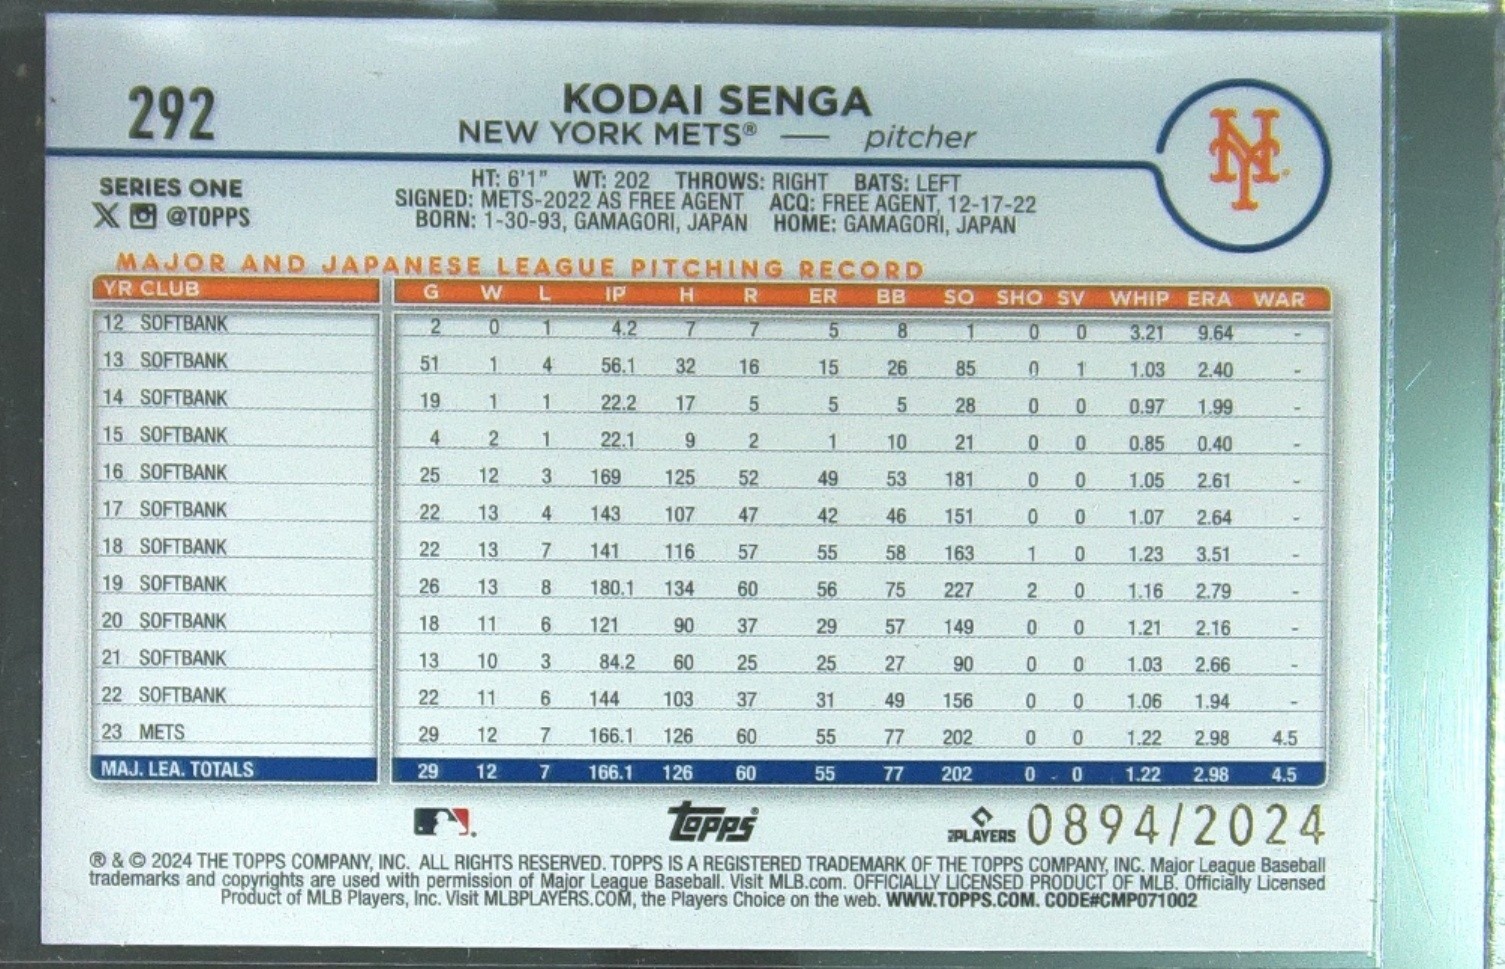 292
KODAI SENGA
NEW YORK METS® — pitcher
NY
SERIES ONE
X @TOPPS
HT: 6'1" WT: 202 THROWS: RIGHT BATS: LEFT
SIGNED: METS-2022 AS FREE AGENT ACQ: FREE AGENT, 12-17-22
BORN: 1-30-93, GAMAGORI, JAPAN HOME: GAMAGORI, JAPAN
MAJOR AND JAPANESE LEAGUE PITCHING RECORD
YR CLUB G W L IP H R ER BB SO SHO SV WHIP ERA WAR
12 SOFTBANK 2 0 1 4.2 7 7 5 8 1 0 0 3.21 9.64 -
13 SOFTBANK 51 1 4 56.1 32 16 15 26 85 0 1 1.03 2.40 -
14 SOFTBANK 19 1 1 22.2 17 5 5 5 28 0 0 0.97 1.99 -
15 SOFTBANK 4 2 1 22.1 9 2 1 10 21 0 0 0.85 0.40 -
16 SOFTBANK 25 12 3 169 125 52 49 53 181 0 0 1.05 2.61 -
17 SOFTBANK 22 13 4 143 107 47 42 46 151 0 0 1.07 2.64 -
18 SOFTBANK 22 13 7 141 116 57 55 58 163 1 0 1.23 3.51 -
19 SOFTBANK 26 13 8 180.1 134 60 56 75 227 2 0 1.16 2.79 -
20 SOFTBANK 18 11 6 121 90 37 29 57 149 0 0 1.21 2.16 -
21 SOFTBANK 13 10 3 84.2 60 25 25 27 90 0 0 1.03 2.66 -
22 SOFTBANK 22 11 6 144 103 37 31 49 156 0 0 1.06 1.94 -
23 METS 29 12 7 166.1 126 60 55 77 202 0 0 1.22 2.98 4.5
MAJ. LEA. TOTALS 29 12 7 166.1 126 60 55 77 202 0 0 1.22 2.98 4.5
Topps® PLAYERS 0894/2024
® & © 2024 THE TOPPS COMPANY, INC. ALL RIGHTS RESERVED. TOPPS IS A REGISTERED TRADEMARK OF THE TOPPS COMPANY, INC. Major League Baseball
trademarks and copyrights are used with permission of Major League Baseball. Visit MLB.com. OFFICIALLY LICENSED PRODUCT OF MLB. Officially Licensed
Product of MLB Players, Inc. Visit MLBPLAYERS.COM, the Players Choice on the web. WWW.TOPPS.COM. CODE#CMP071002